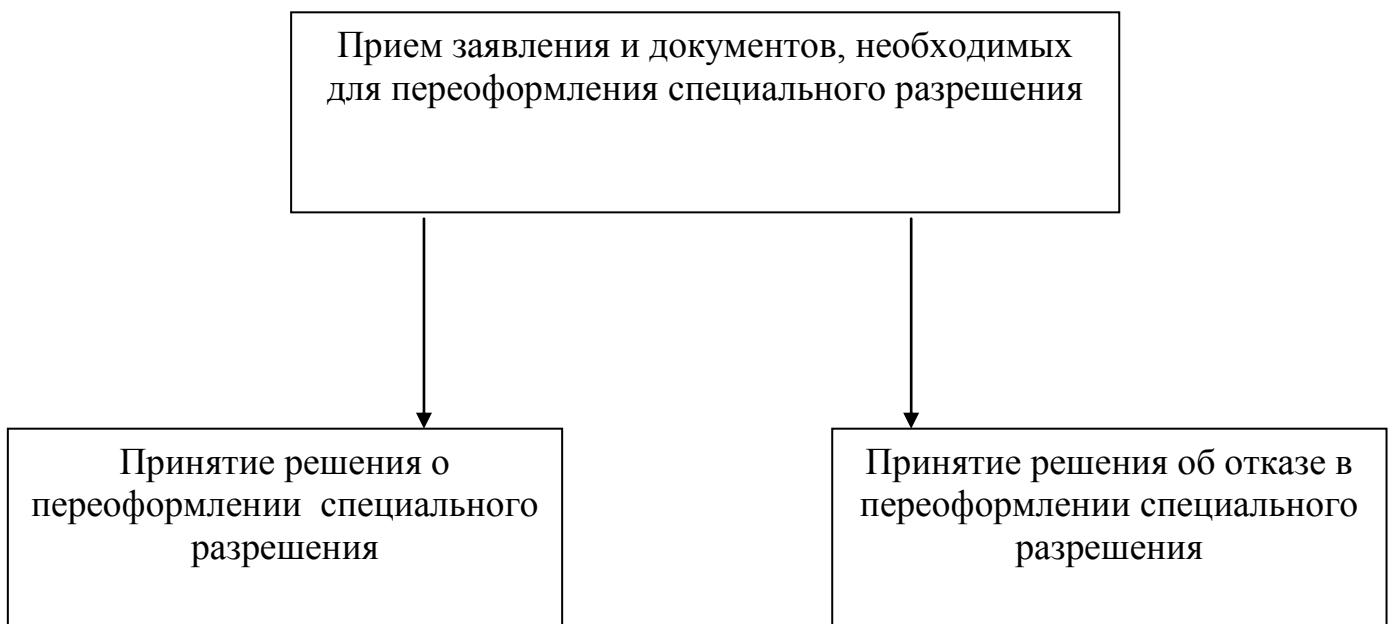 Прием заявления и документов, необходимых
для переоформления специального разрешения
Принятие решения о
переоформлении специального
разрешения
Принятие решения об отказе в
переоформлении специального
разрешения